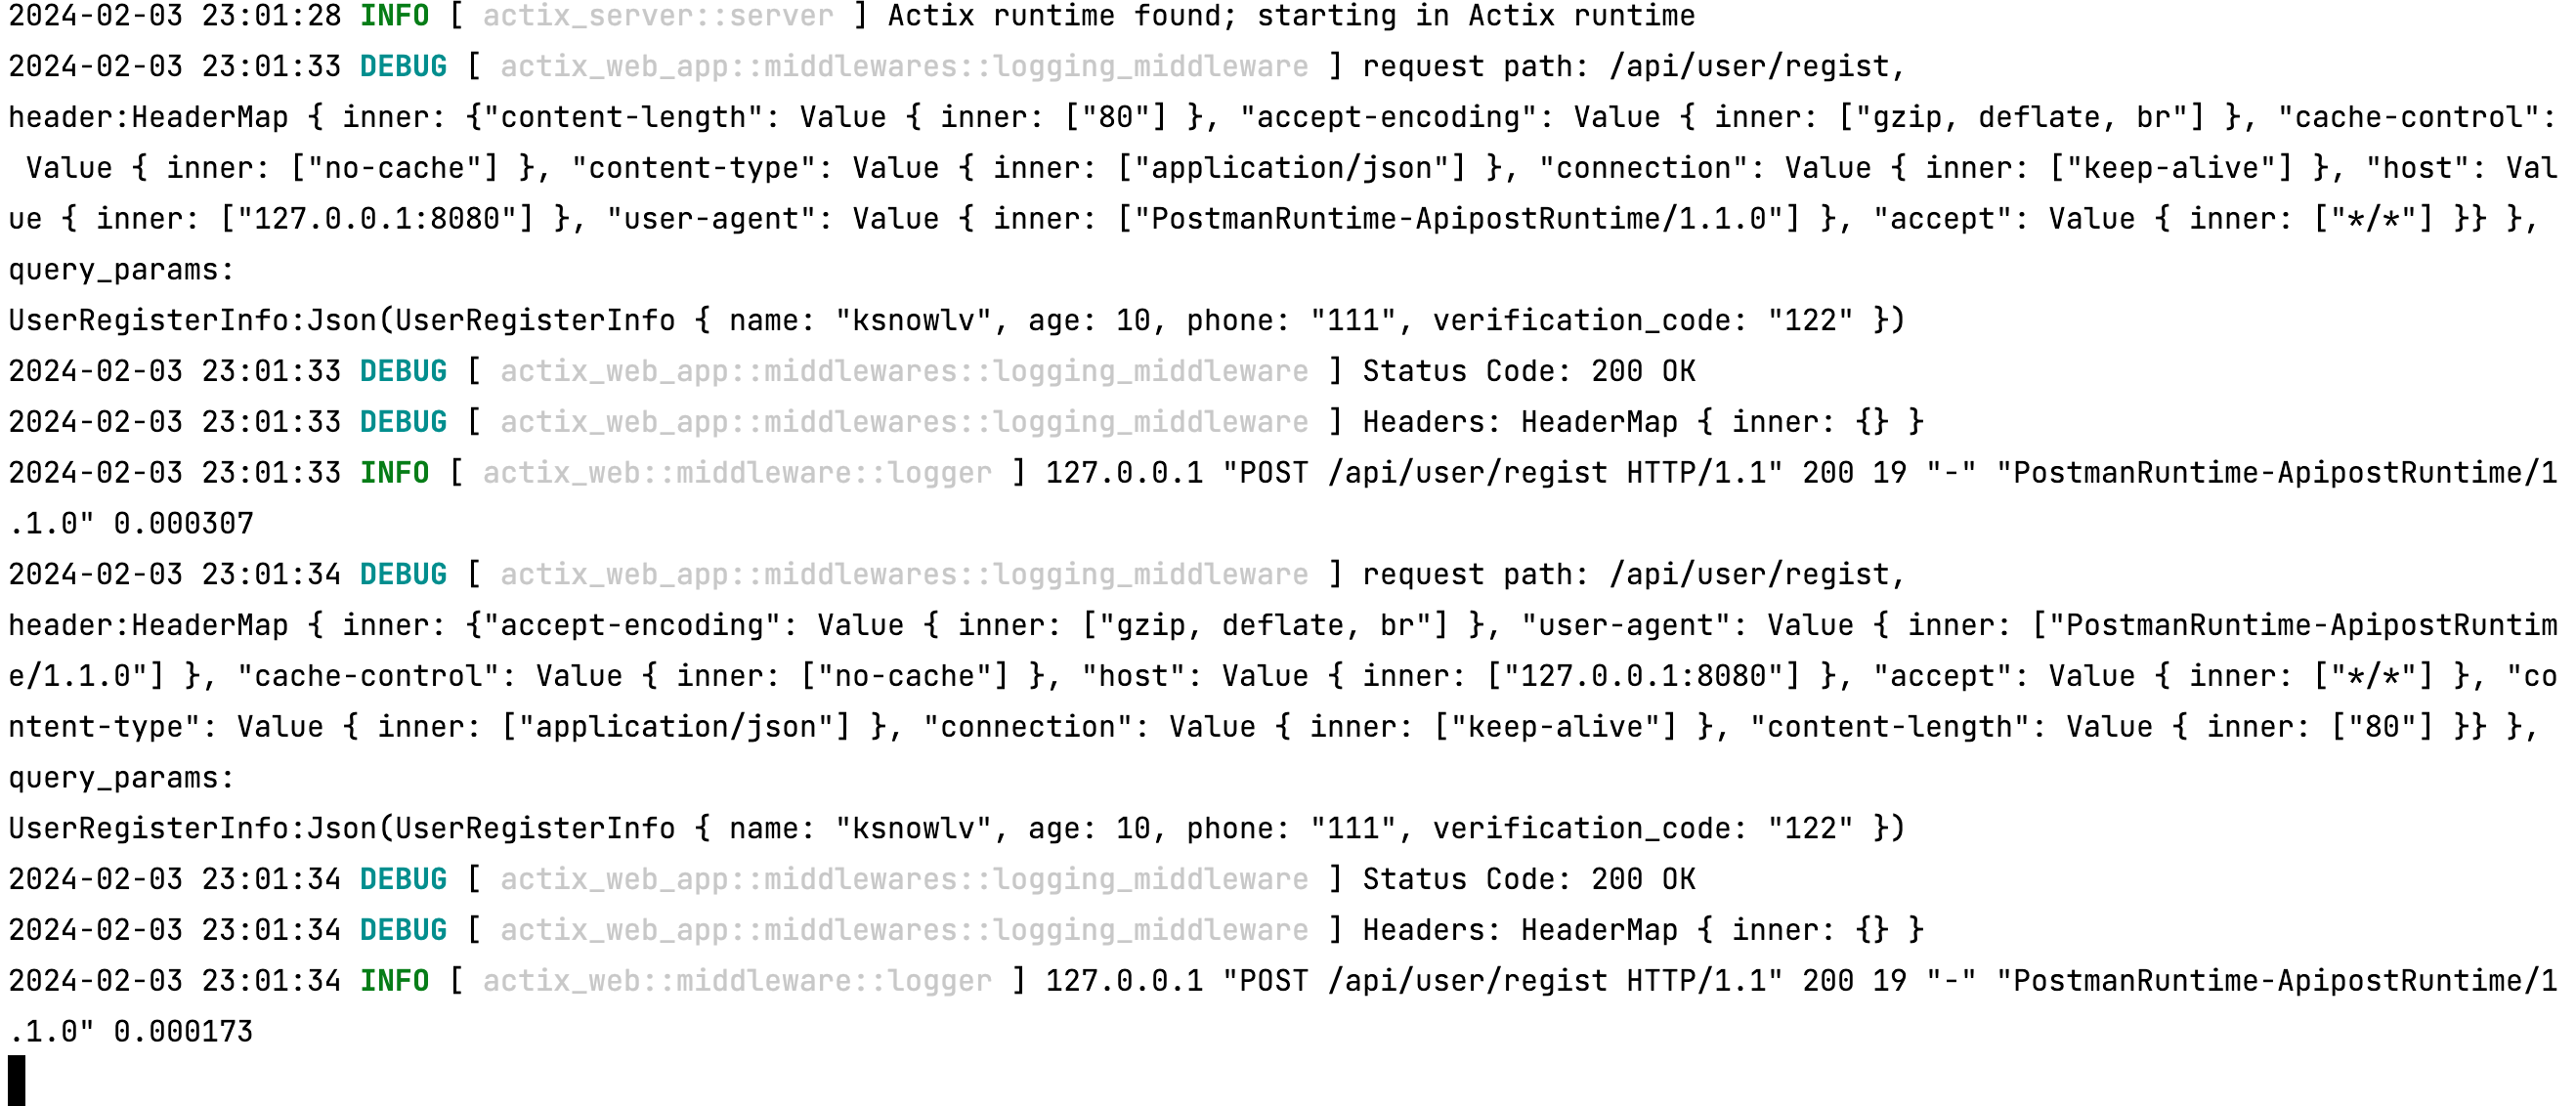 2024-02-03 23:01:28 INFO [ actix_server::server ] Actix runtime found; starting in Actix runtime
2024-02-03 23:01:33 DEBUG [ actix_web_app::middlewares::logging_middleware ] request path: /api/user/regist,
header:HeaderMap { inner: {"content-length": Value { inner: ["80"] }, "accept-encoding": Value { inner: ["gzip, deflate, br"] }, "cache-control":
 Value { inner: ["no-cache"] }, "content-type": Value { inner: ["application/json"] }, "connection": Value { inner: ["keep-alive"] }, "host": Val
ue { inner: ["127.0.0.1:8080"] }, "user-agent": Value { inner: ["PostmanRuntime-ApipostRuntime/1.1.0"] }, "accept": Value { inner: ["*/*"] }} },
query_params:
UserRegisterInfo:Json(UserRegisterInfo { name: "ksnowlv", age: 10, phone: "111", verification_code: "122" })
2024-02-03 23:01:33 DEBUG [ actix_web_app::middlewares::logging_middleware ] Status Code: 200 OK
2024-02-03 23:01:33 DEBUG [ actix_web_app::middlewares::logging_middleware ] Headers: HeaderMap { inner: {} }
2024-02-03 23:01:33 INFO [ actix_web::middleware::logger ] 127.0.0.1 "POST /api/user/regist HTTP/1.1" 200 19 "-" "PostmanRuntime-ApipostRuntime/1
.1.0" 0.000307
2024-02-03 23:01:34 DEBUG [ actix_web_app::middlewares::logging_middleware ] request path: /api/user/regist,
header:HeaderMap { inner: {"accept-encoding": Value { inner: ["gzip, deflate, br"] }, "user-agent": Value { inner: ["PostmanRuntime-ApipostRuntim
e/1.1.0"] }, "cache-control": Value { inner: ["no-cache"] }, "host": Value { inner: ["127.0.0.1:8080"] }, "accept": Value { inner: ["*/*"] }, "co
ntent-type": Value { inner: ["application/json"] }, "connection": Value { inner: ["keep-alive"] }, "content-length": Value { inner: ["80"] }} },
query_params:
UserRegisterInfo:Json(UserRegisterInfo { name: "ksnowlv", age: 10, phone: "111", verification_code: "122" })
2024-02-03 23:01:34 DEBUG [ actix_web_app::middlewares::logging_middleware ] Status Code: 200 OK
2024-02-03 23:01:34 DEBUG [ actix_web_app::middlewares::logging_middleware ] Headers: HeaderMap { inner: {} }
2024-02-03 23:01:34 INFO [ actix_web::middleware::logger ] 127.0.0.1 "POST /api/user/regist HTTP/1.1" 200 19 "-" "PostmanRuntime-ApipostRuntime/1
.1.0" 0.000173